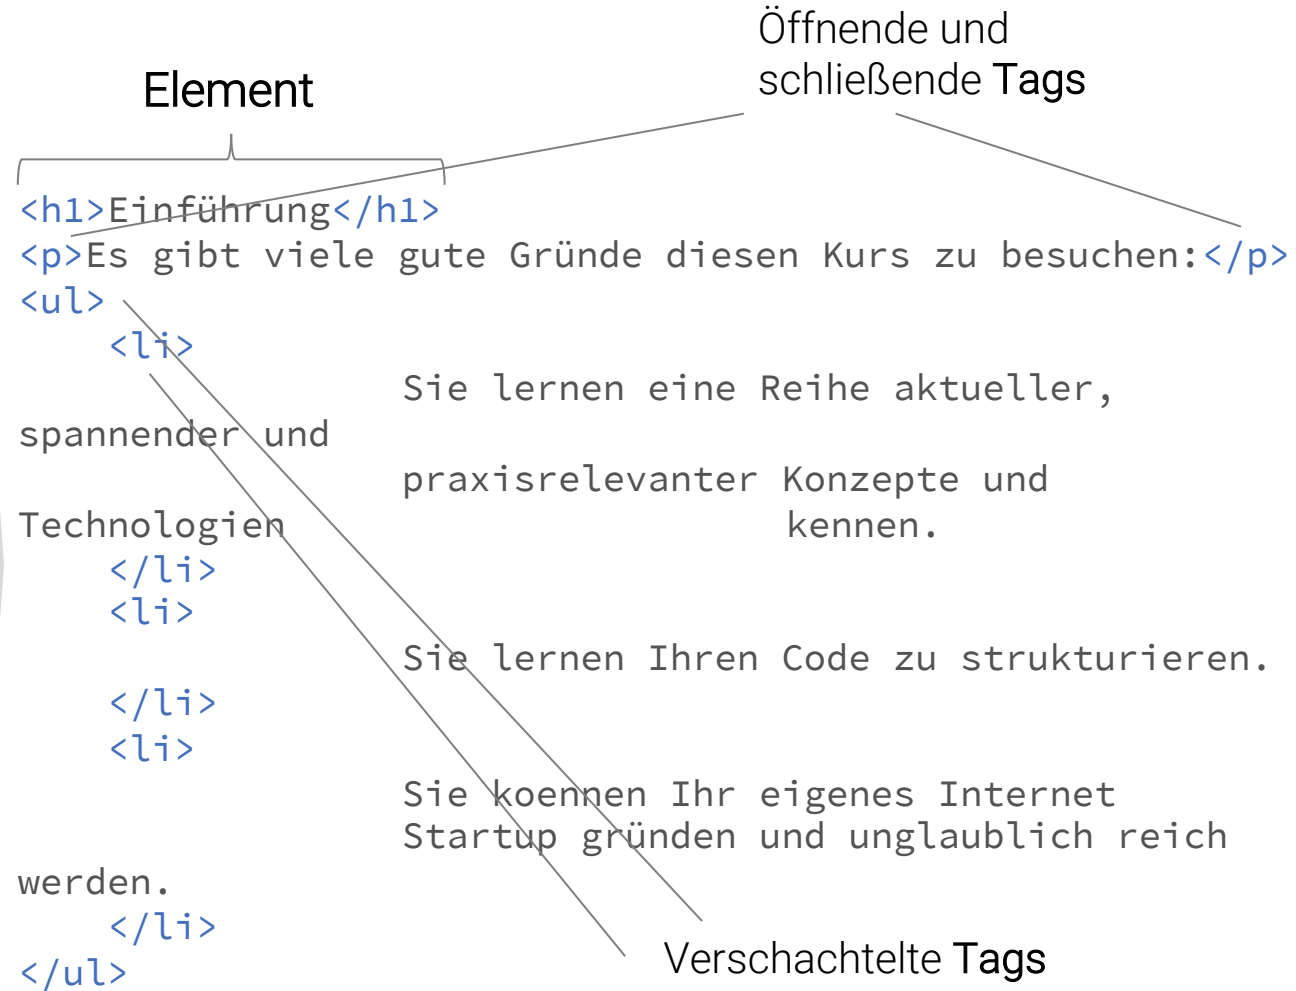 Öffnende und
schließende Tags
Element
<h1>Einführung</h1>
<p>Es gibt viele gute Gründe diesen Kurs zu besuchen:</p>
<ul>
<li>
Sie lernen eine Reihe aktueller,
spannender und
praxisrelevanter Konzepte und
Technologien kennen.
</li>
<li>
Sie lernen Ihren Code zu strukturieren.
</li>
<li>
Sie koennen Ihr eigenes Internet
Startup gründen und unglaublich reich
werden.
</li>
Verschachtelte Tags
</ul>